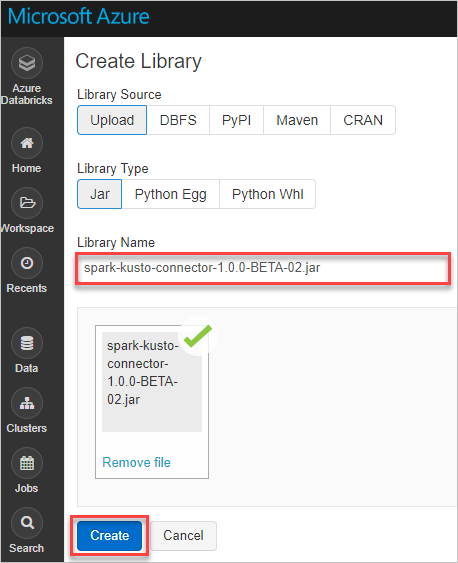 Microsoft Azure
Azure
Databricks
Home
Workspace
Recents
Data
Clusters
Jobs
Search
Create Library
Library Source
Upload DBFS PyPI Maven CRAN
Library Type
Jar Python Egg Python Whl
Library Name
spark-kusto-connector-1.0.0-BETA-02.jar
spark-kusto-
connector-
1.0.0-BETA-
02.jar
Remove file
Create Cancel